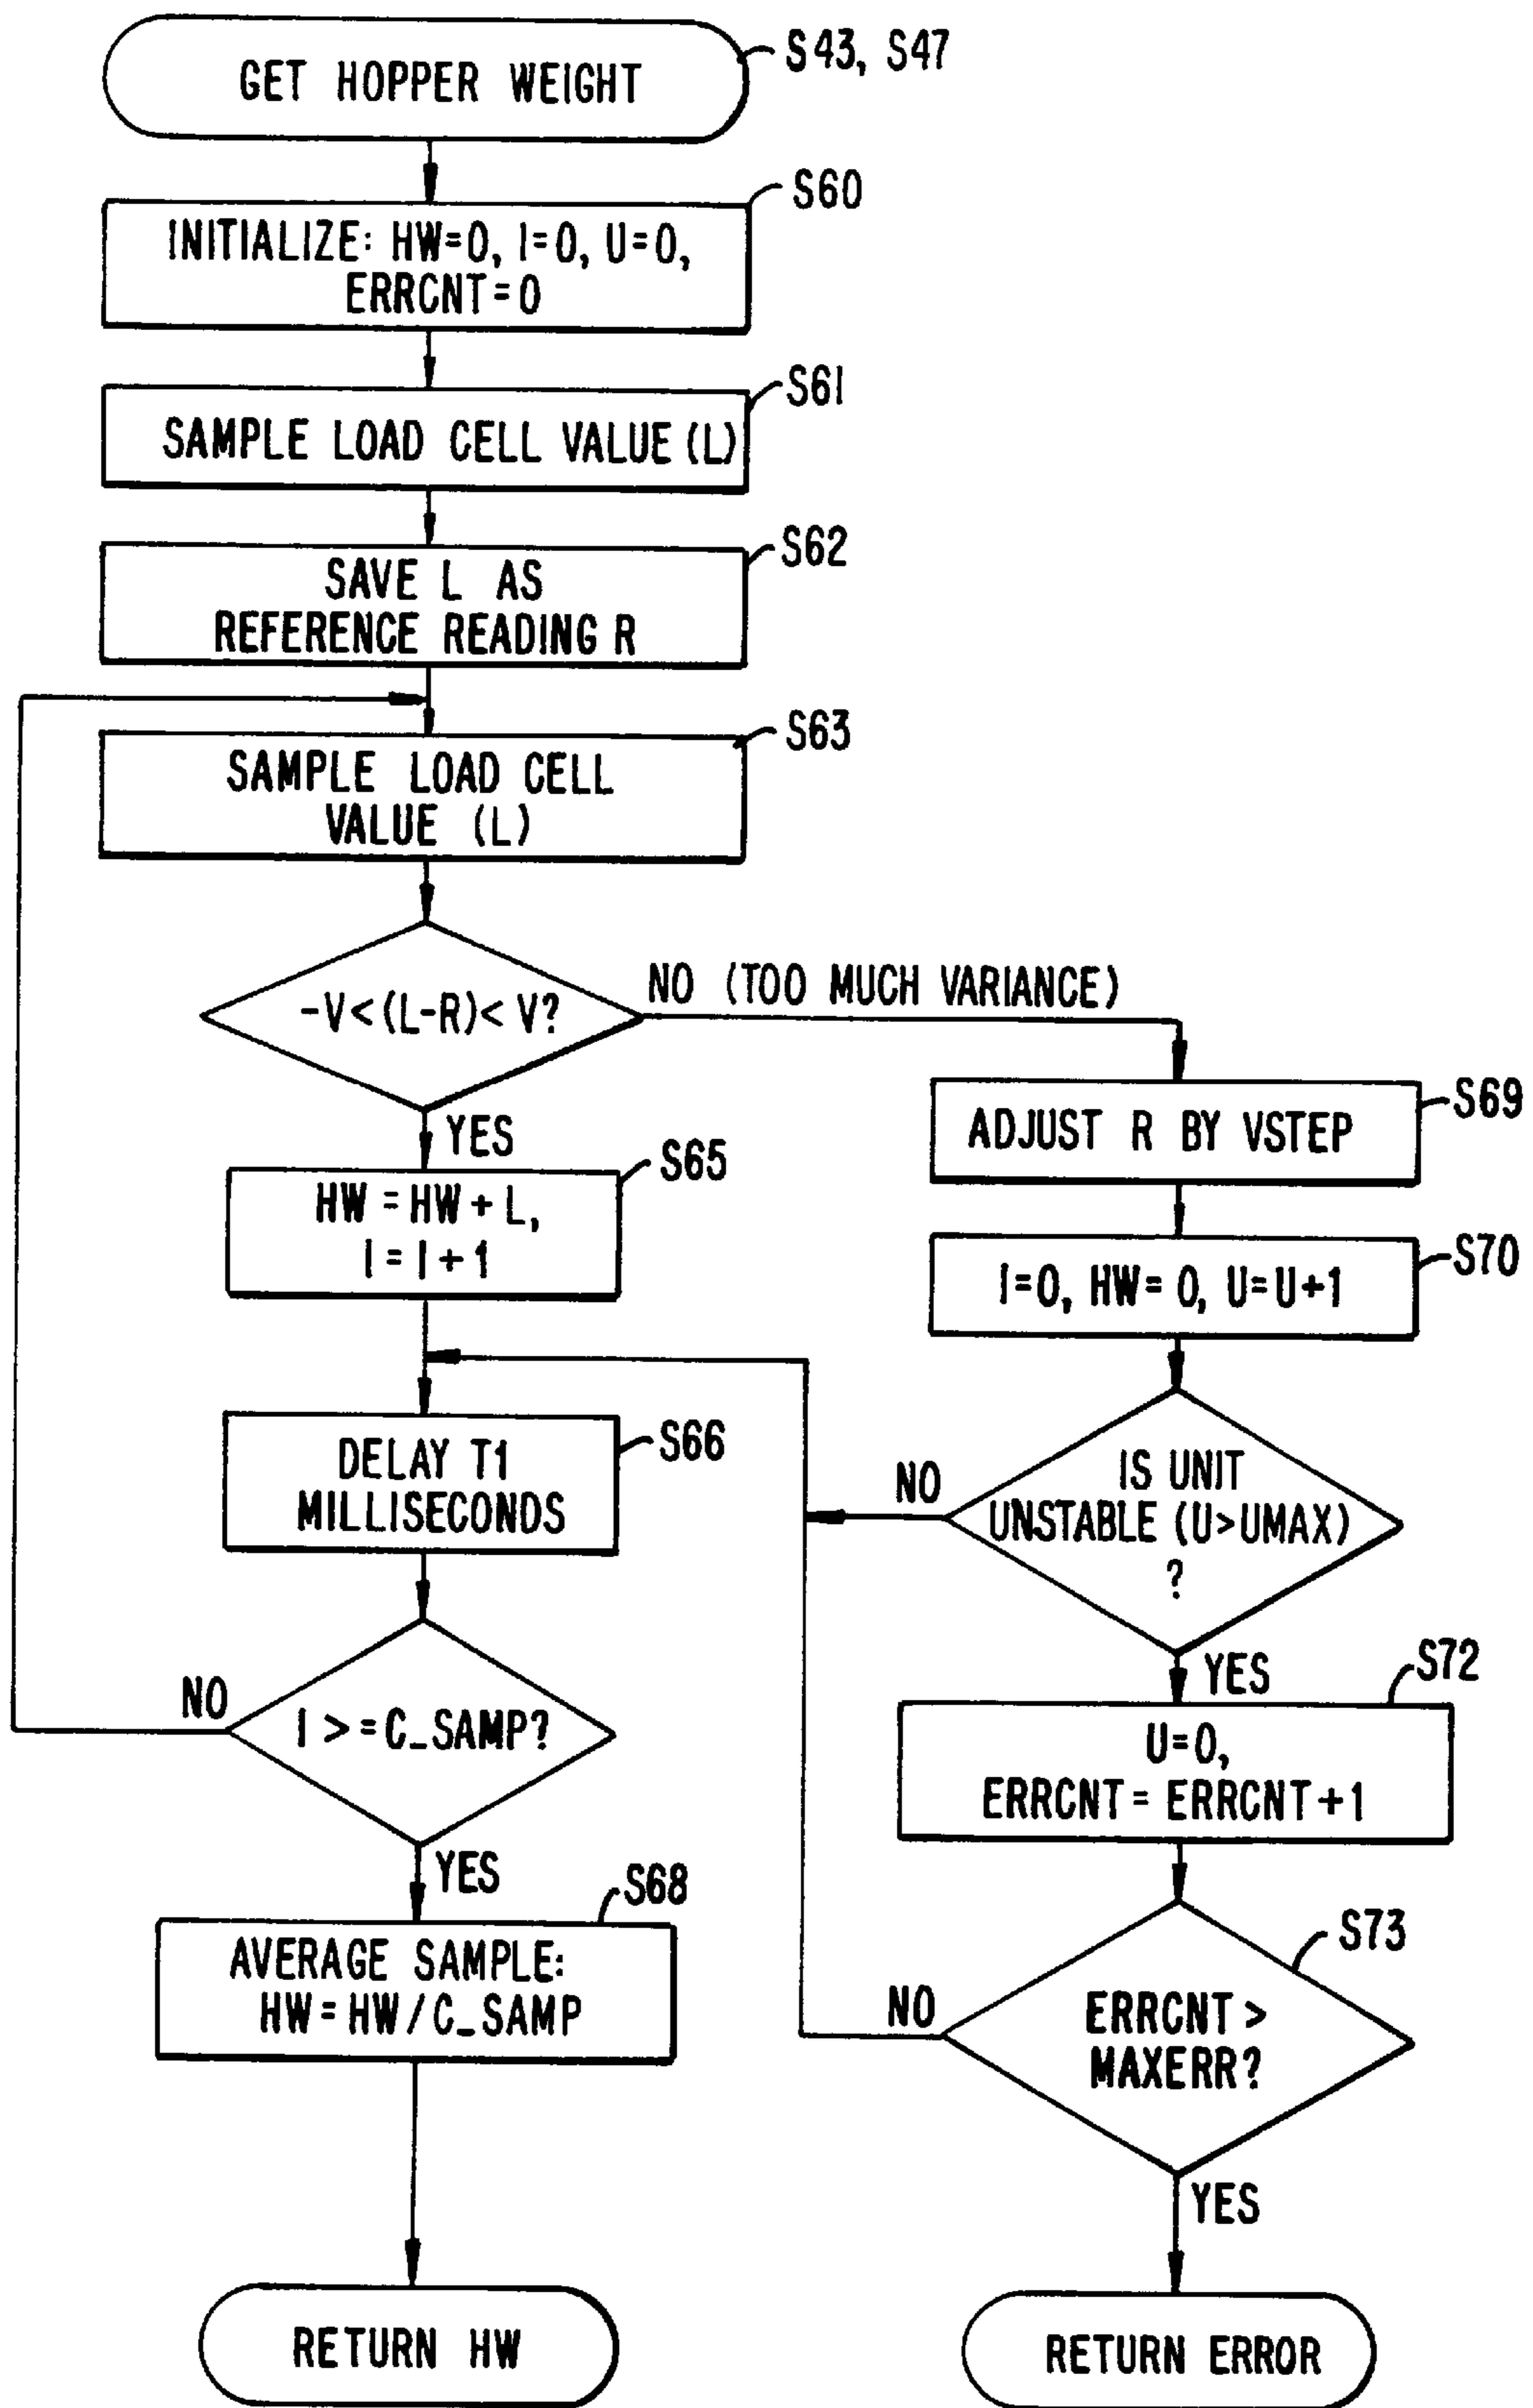 GET HOPPER WEIGHT
S43, S47
S60
INITIALIZE: HW=0, I=0, U=0,
ERRCNT=0
S61
SAMPLE LOAD CELL VALUE (L)
S62
SAVE L AS
REFERENCE READING R
S63
SAMPLE LOAD CELL
VALUE (L)
-V<(L-R)<V?
NO (TOO MUCH VARIANCE)
YES
S65
HW = HW + L,
I = I + 1
S69
ADJUST R BY VSTEP
S70
I=0, HW=0, U=U+1
S66
DELAY T1
MILLISECONDS
NO
IS UNIT
UNSTABLE (U>UMAX)
?
YES
NO
I >=C_SAMP?
YES
S72
U=0,
ERRCNT = ERRCNT+1
S68
AVERAGE SAMPLE:
HW=HW/C_SAMP
S73
NO
ERRCNT >
MAXERR?
YES
RETURN HW
RETURN ERROR